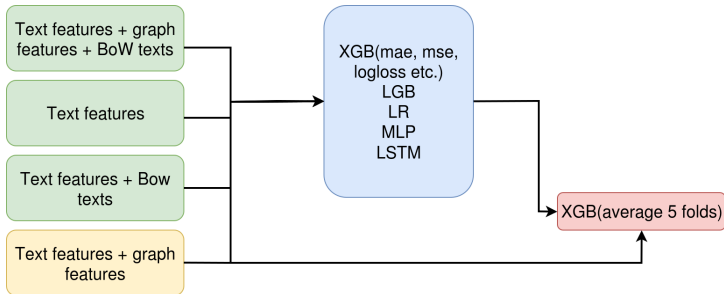 Text features + graph
features + BoW texts
Text features
Text features + Bow
texts
Text features + graph
features
XGB(mae, mse,
logloss etc.)
LGB
LR
MLP
LSTM
XGB(average 5 folds)